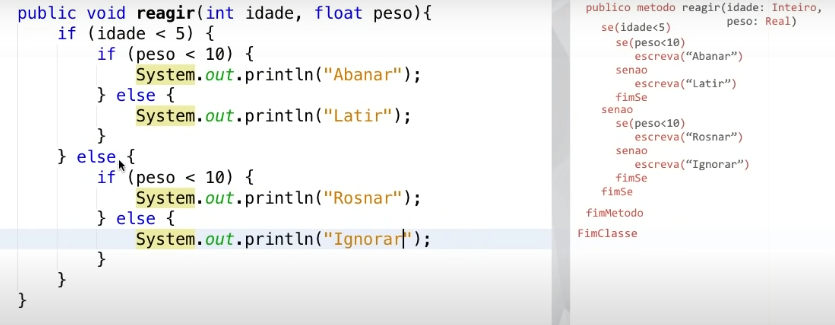 public void reagir(int idade, float peso){
if (idade < 5) {
if (peso < 10) {
System.out.println("Abanar");
} else {
System.out.println("Latir");
}
} else {
if (peso < 10) {
System.out.println("Rosnar");
} else {
System.out.println("Ignorar");
}
}
}
publico metodo reagir(idade: Inteiro,
peso: Real)
se(idade<5)
se(peso<10)
escreva(“Abanar”)
senao
escreva(“Latir”)
fimSe
senao
se(peso<10)
escreva(“Rosnar”)
senao
escreva(“Ignorar”)
fimSe
fimSe
fimMetodo
FimClasse